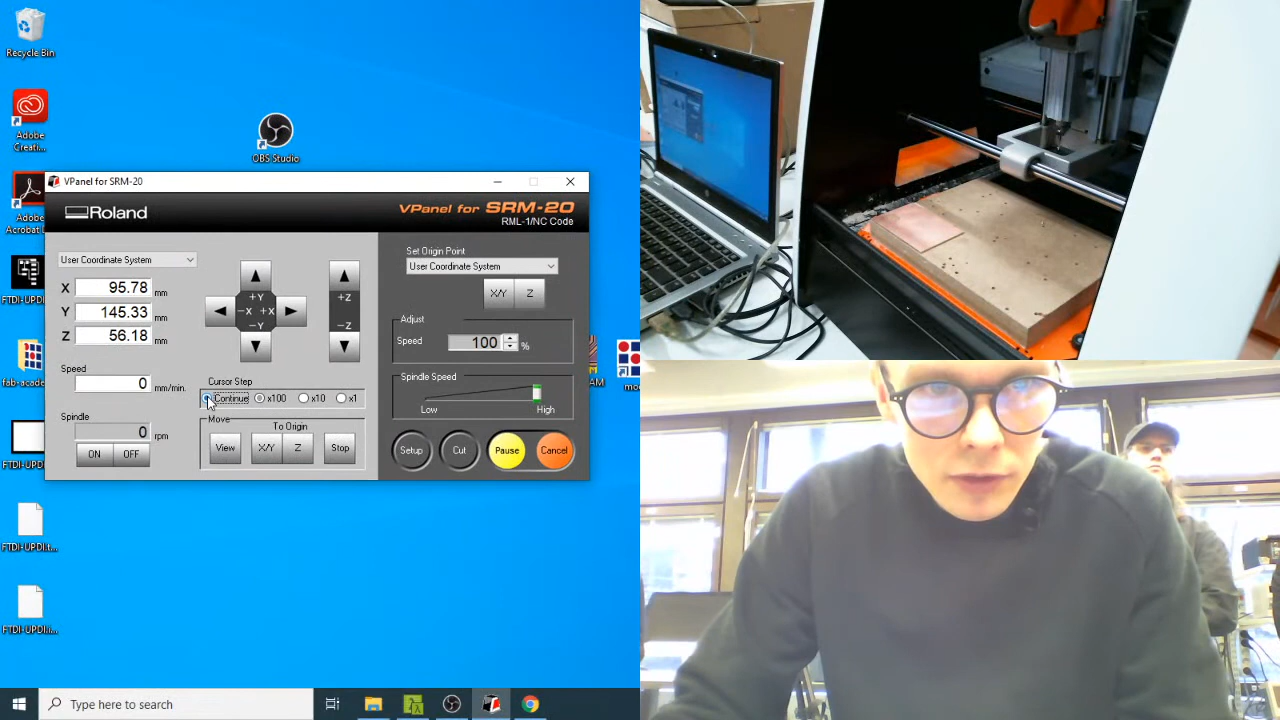 Recycle Bin
Adobe
Creati...
OBS Studio
Adobe
Acrobat
FTDI-UPDI
fab-acade
FTDI-UPDI
FTDI-UPDI:t...
FTDI-UPDI:i...
VPanel for SRM-20
Roland
VPanel for SRM-20
RML-1/NC Code
User Coordinate System
X 95.78 mm
Y 145.33 mm
Z 56.18 mm
Speed
0 mm/min.
Spindle
0 rpm
ON OFF
+Y
-X +X
-Y
+Z
-Z
Cursor Step
Continue x100 x10 x1
Move
To Origin
View X/Y Z Stop
Set Origin Point
User Coordinate System
X/Y Z
Adjust
Speed 100 %
Spindle Speed
Low High
Setup Cut Pause Cancel
AM
Type here to search